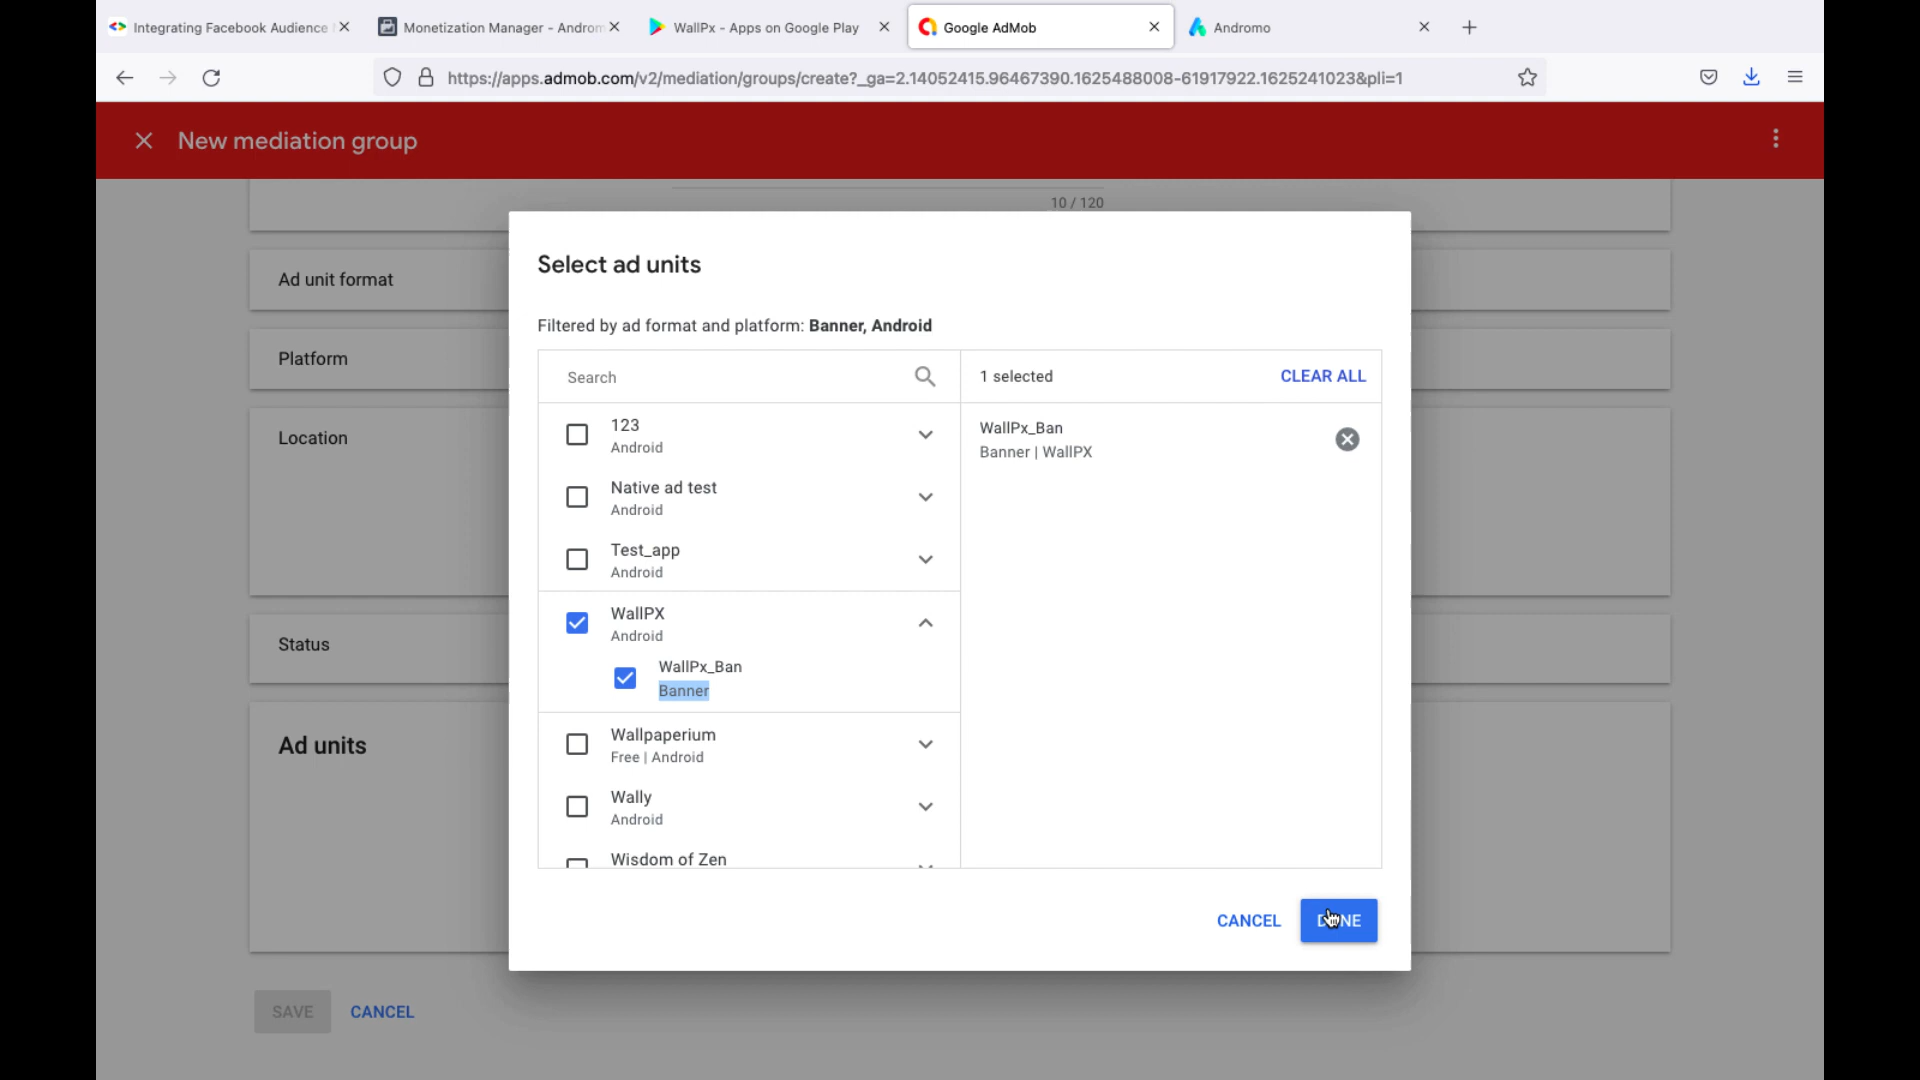 Integrating Facebook Audience
Monetization Manager - Androm
WallPx - Apps on Google Play
Google AdMob
Andromo
https://apps.admob.com/v2/mediation/groups/create?_ga=2.14052415.96467390.1625488008-61917922.1625241023&pli=1
New mediation group
10 / 120
Select ad units
Ad unit format
Filtered by ad format and platform: Banner, Android
Platform
Search
1 selected
CLEAR ALL
123
Android
WallPx_Ban
Banner | WallPX
Location
Native ad test
Android
Test_app
Android
WallPX
Android
Status
WallPx_Ban
Banner
Ad units
Wallpaperium
Free | Android
Wally
Android
Wisdom of Zen
CANCEL
DONE
SAVE
CANCEL